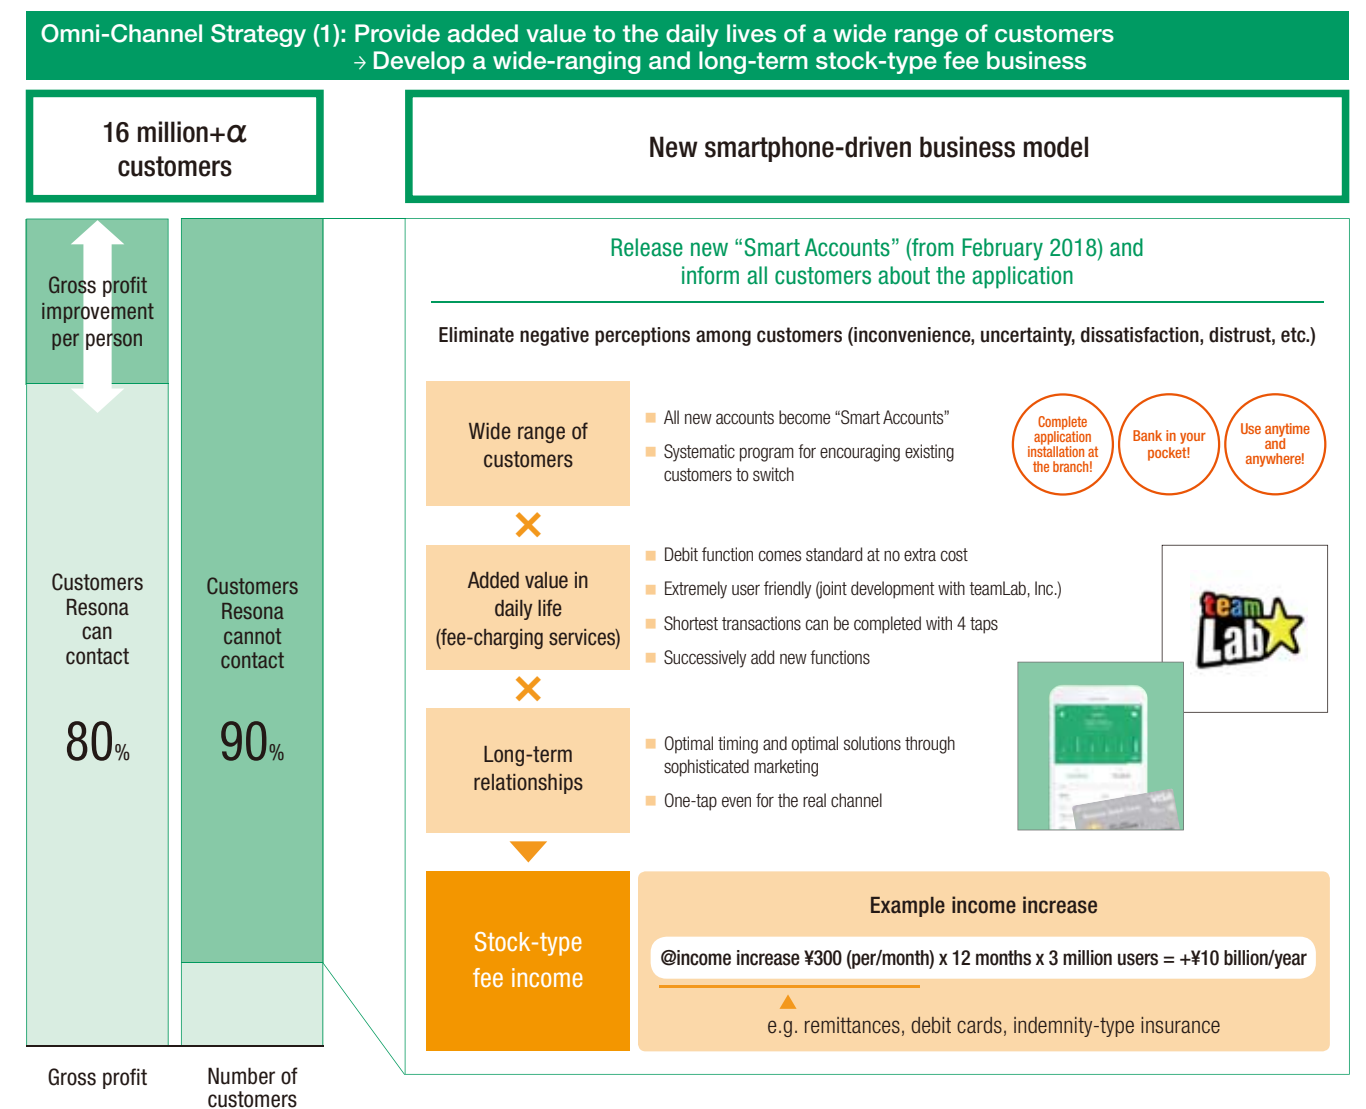 Omni-Channel Strategy (1): Provide added value to the daily lives of a wide range of customers
→ Develop a wide-ranging and long-term stock-type fee business
16 million+α
customers
New smartphone-driven business model
Gross profit
improvement
per person
Customers
Resona
can
contact
80%
Customers
Resona
cannot
contact
90%
Gross profit
Number of
customers
Release new “Smart Accounts” (from February 2018) and
inform all customers about the application
Eliminate negative perceptions among customers (inconvenience, uncertainty, dissatisfaction, distrust, etc.)
Wide range of
customers
■ All new accounts become “Smart Accounts”
■ Systematic program for encouraging existing
customers to switch
Complete
application
installation at
the branch!
Bank in your
pocket!
Use anytime
and
anywhere!
×
Added value in
daily life
(fee-charging services)
■ Debit function comes standard at no extra cost
■ Extremely user friendly (joint development with teamLab, Inc.)
■ Shortest transactions can be completed with 4 taps
■ Successively add new functions
team
Lab
×
Long-term
relationships
■ Optimal timing and optimal solutions through
sophisticated marketing
■ One-tap even for the real channel
VISA
Stock-type
fee income
Example income increase
@income increase ¥300 (per/month) x 12 months x 3 million users = +¥10 billion/year
e.g. remittances, debit cards, indemnity-type insurance